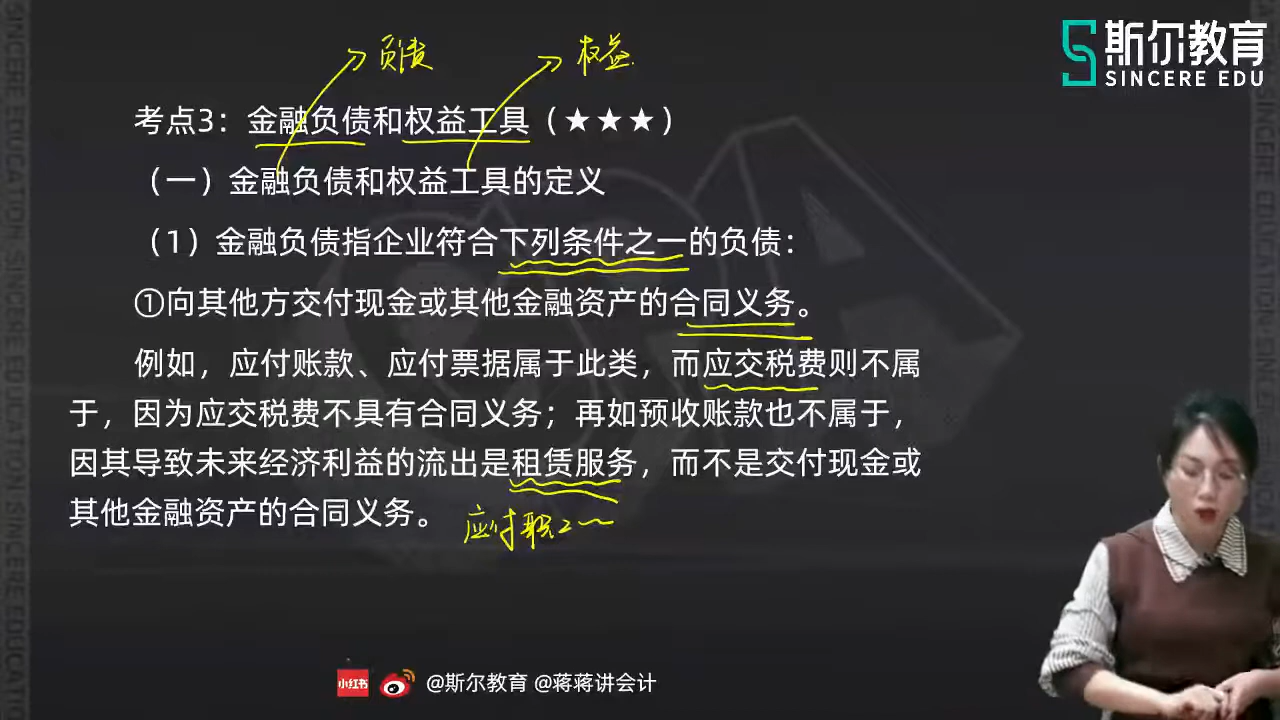 斯尔教育
SINCERE EDU
负债
权益
考点3：金融负债和权益工具（★★★）
（一）金融负债和权益工具的定义
（1）金融负债指企业符合下列条件之一的负债：
①向其他方交付现金或其他金融资产的合同义务。
例如，应付账款、应付票据属于此类，而应交税费则不属
于，因为应交税费不具有合同义务；再如预收账款也不属于，
因其导致未来经济利益的流出是租赁服务，而不是交付现金或
其他金融资产的合同义务。
应付职工
小红书
@斯尔教育 @蒋蒋讲会计